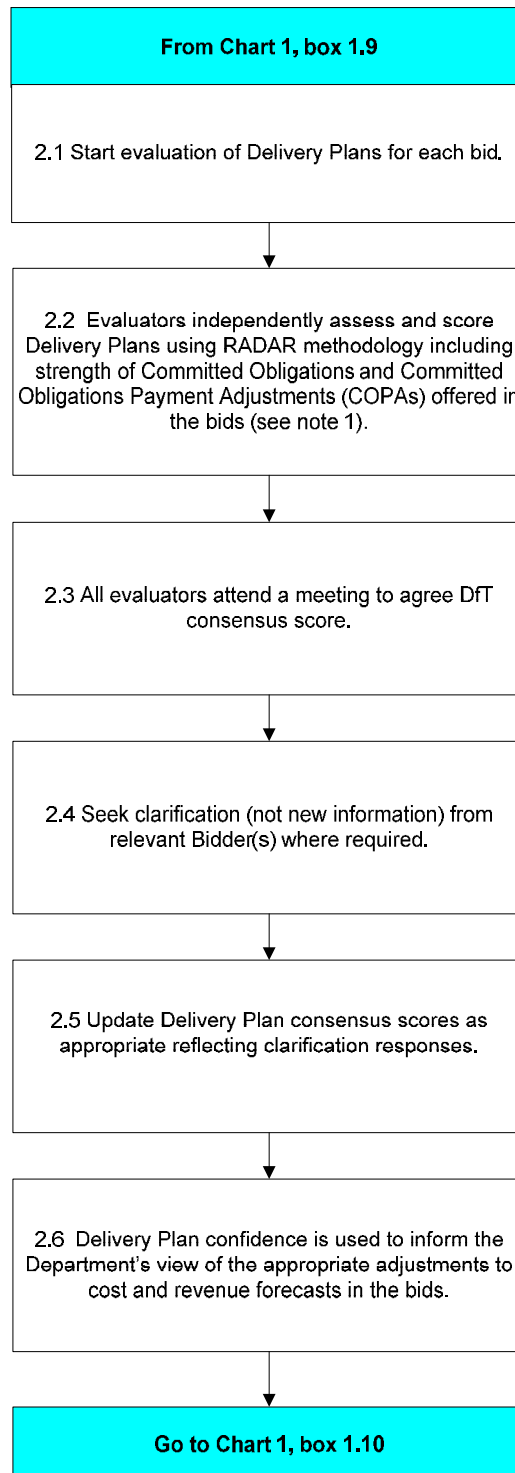 From Chart 1, box 1.9
2.1 Start evaluation of Delivery Plans for each bid.
2.2 Evaluators independently assess and score
Delivery Plans using RADAR methodology including
strength of Committed Obligations and Committed
Obligations Payment Adjustments (COPAs) offered in
the bids (see note 1).
2.3 All evaluators attend a meeting to agree DfT
consensus score.
2.4 Seek clarification (not new information) from
relevant Bidder(s) where required.
2.5 Update Delivery Plan consensus scores as
appropriate reflecting clarification responses.
2.6 Delivery Plan confidence is used to inform the
Department's view of the appropriate adjustments to
cost and revenue forecasts in the bids.
Go to Chart 1, box 1.10